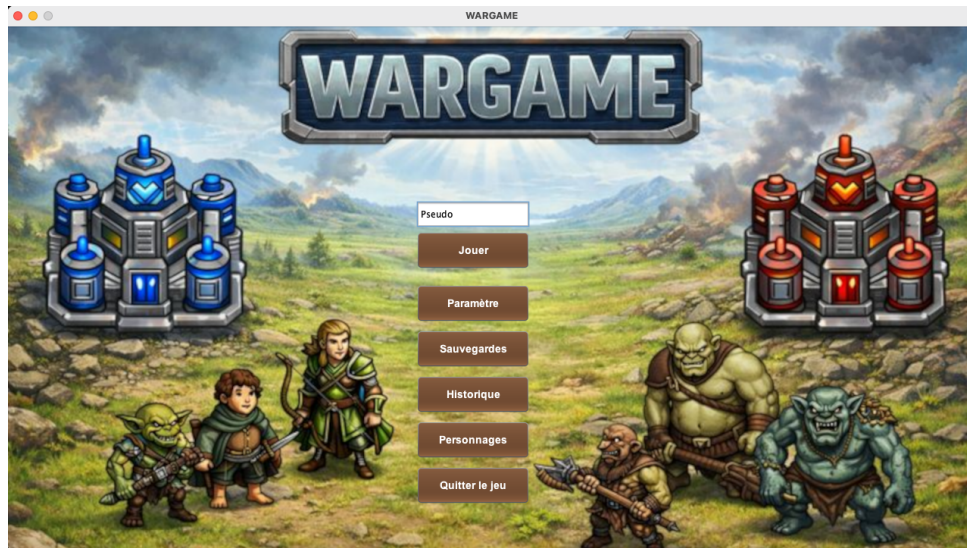 WARGAME
WARGAME
Pseudo
Jouer
Paramètre
Sauvegardes
Historique
Personnages
Quitter le jeu